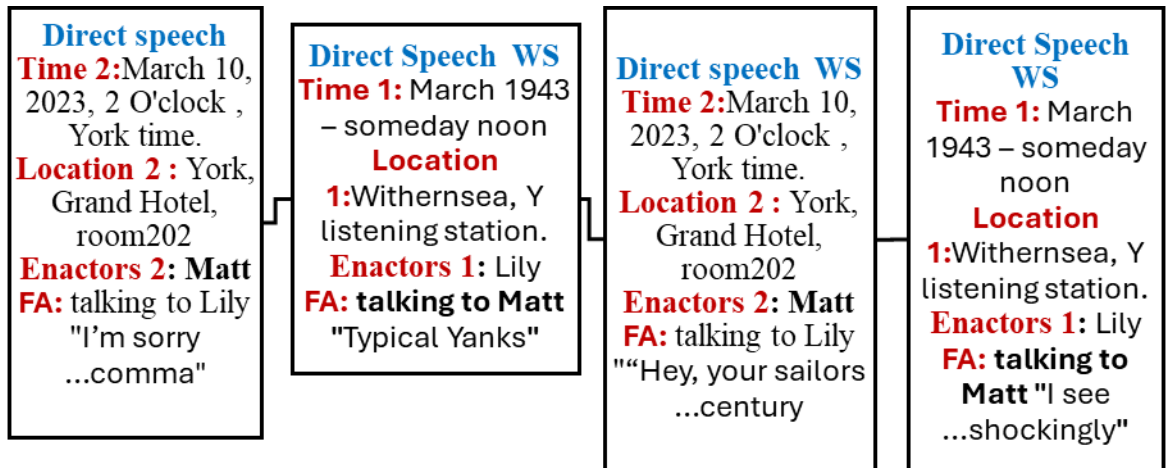 Direct speech
Time 2:March 10,
2023, 2 O'clock ,
York time.
Location 2 : York,
Grand Hotel,
room202
Enactors 2: Matt
FA: talking to Lily
"I’m sorry
...comma"
Direct Speech WS
Time 1: March 1943
– someday noon
Location
1:Withernsea, Y
listening station.
Enactors 1: Lily
FA: talking to Matt
"Typical Yanks"
Direct speech WS
Time 2:March 10,
2023, 2 O'clock ,
York time.
Location 2 : York,
Grand Hotel,
room202
Enactors 2: Matt
FA: talking to Lily
"“Hey, your sailors
...century
Direct Speech
WS
Time 1: March
1943 – someday
noon
Location
1:Withernsea, Y
listening station.
Enactors 1: Lily
FA: talking to
Matt "I see
...shockingly"